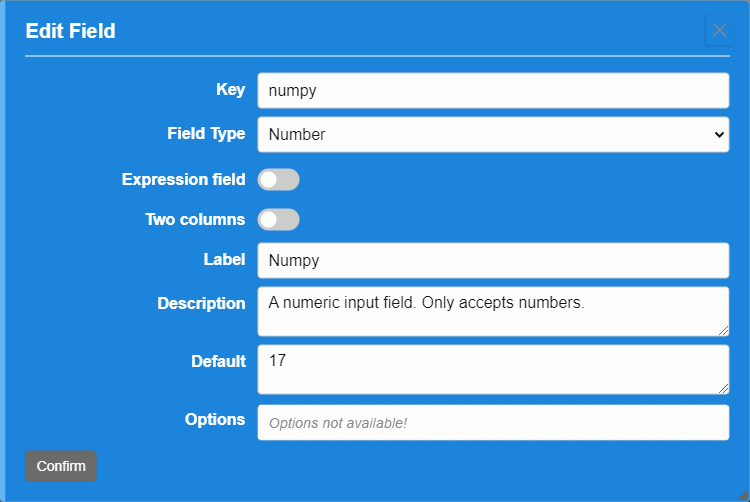 Edit Field
Key numpy
Field Type Number
Expression field
Two columns
Label Numpy
Description A numeric input field. Only accepts numbers.
Default 17
Options Options not available!
Confirm